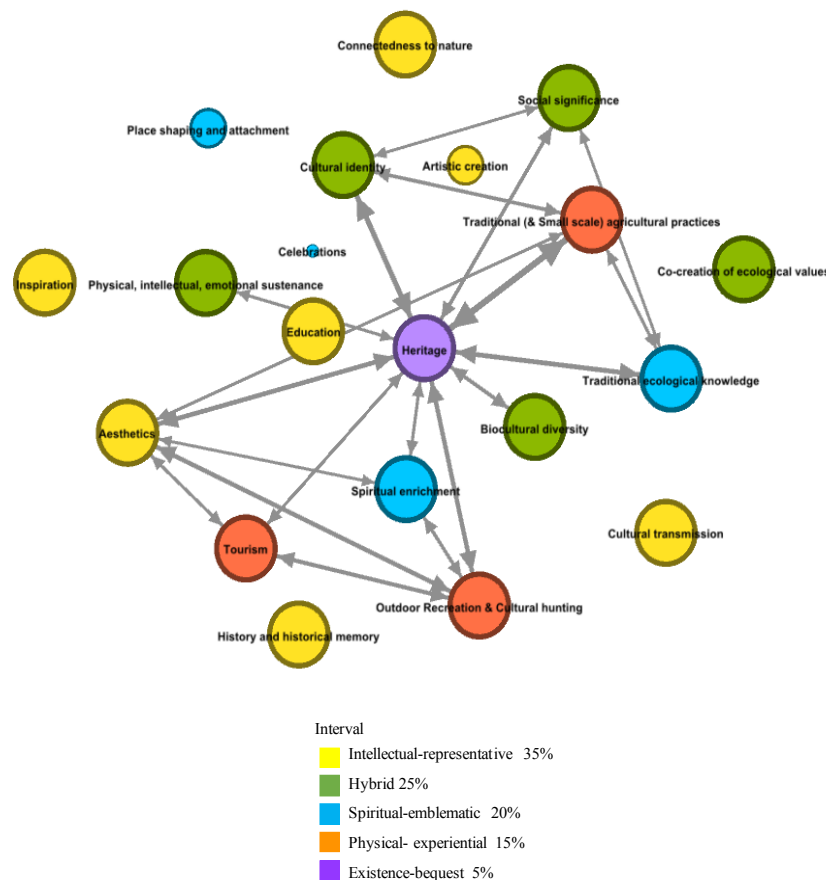 Connectedness to nature
Social significance
Place shaping and attachment
Cultural identity
Artistic creation
Traditional (& Small scale) agricultural practices
Celebrations
Co-creation of ecological values
Inspiration
Physical, intellectual, emotional sustenance
Education
Heritage
Traditional ecological knowledge
Biocultural diversity
Aesthetics
Spiritual enrichment
Cultural transmission
Tourism
Outdoor Recreation & Cultural hunting
History and historical memory
Interval
Intellectual-representative 35%
Hybrid 25%
Spiritual-emblematic 20%
Physical- experiential 15%
Existence-bequest 5%